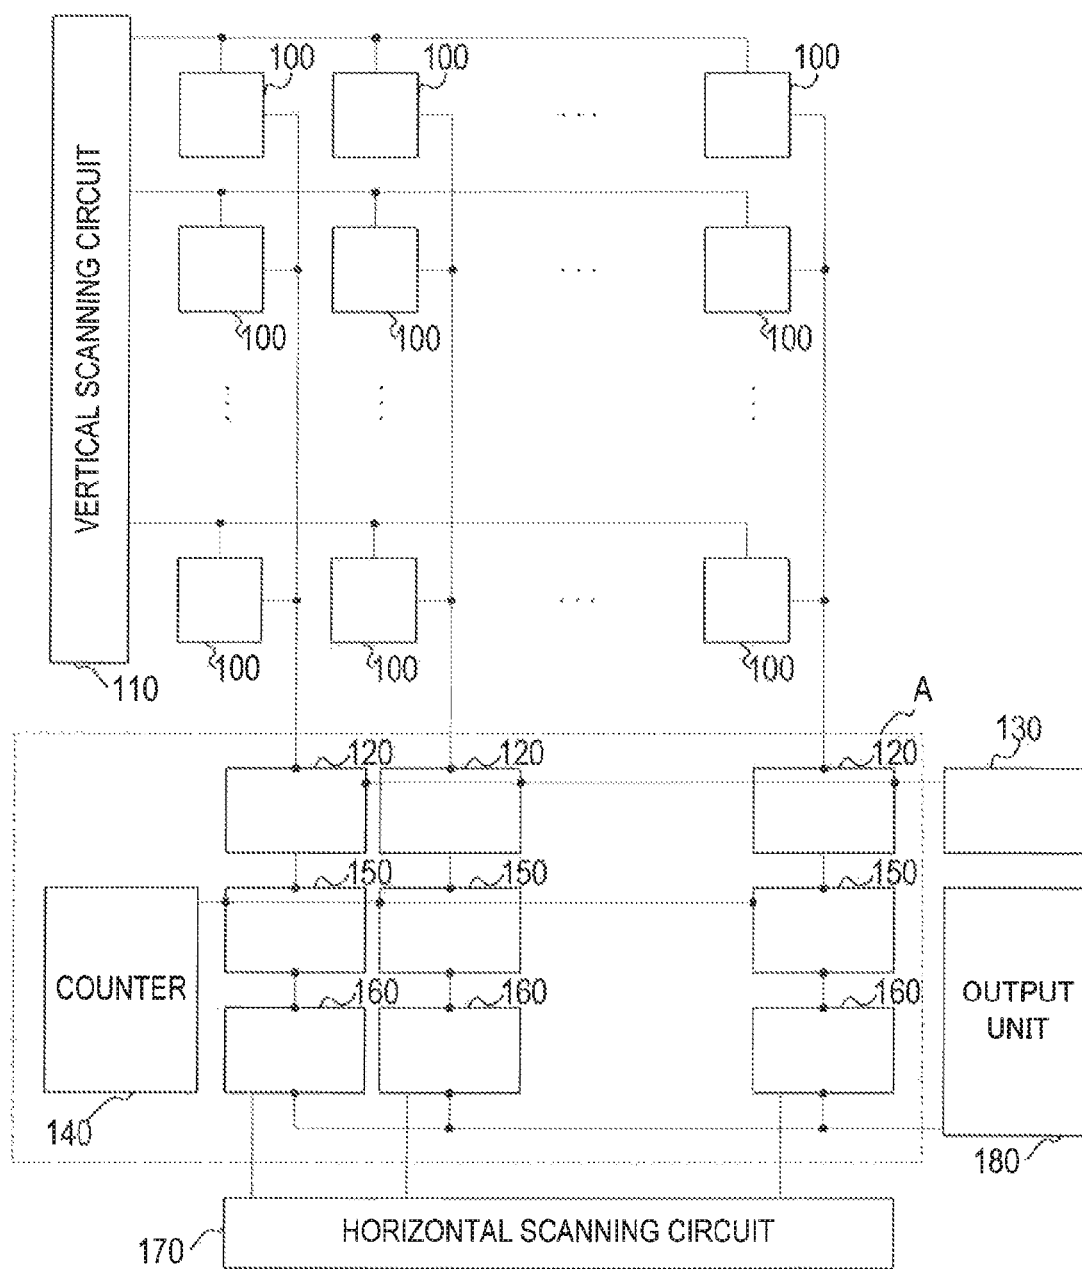 100 100 100
VERTICAL SCANNING CIRCUIT
· · ·
100 100 100
· · ·
100 100 100
· · ·
110
A
120 120 120 130
150 150 150
COUNTER
160 160 160
OUTPUT
UNIT
140
180
HORIZONTAL SCANNING CIRCUIT
170